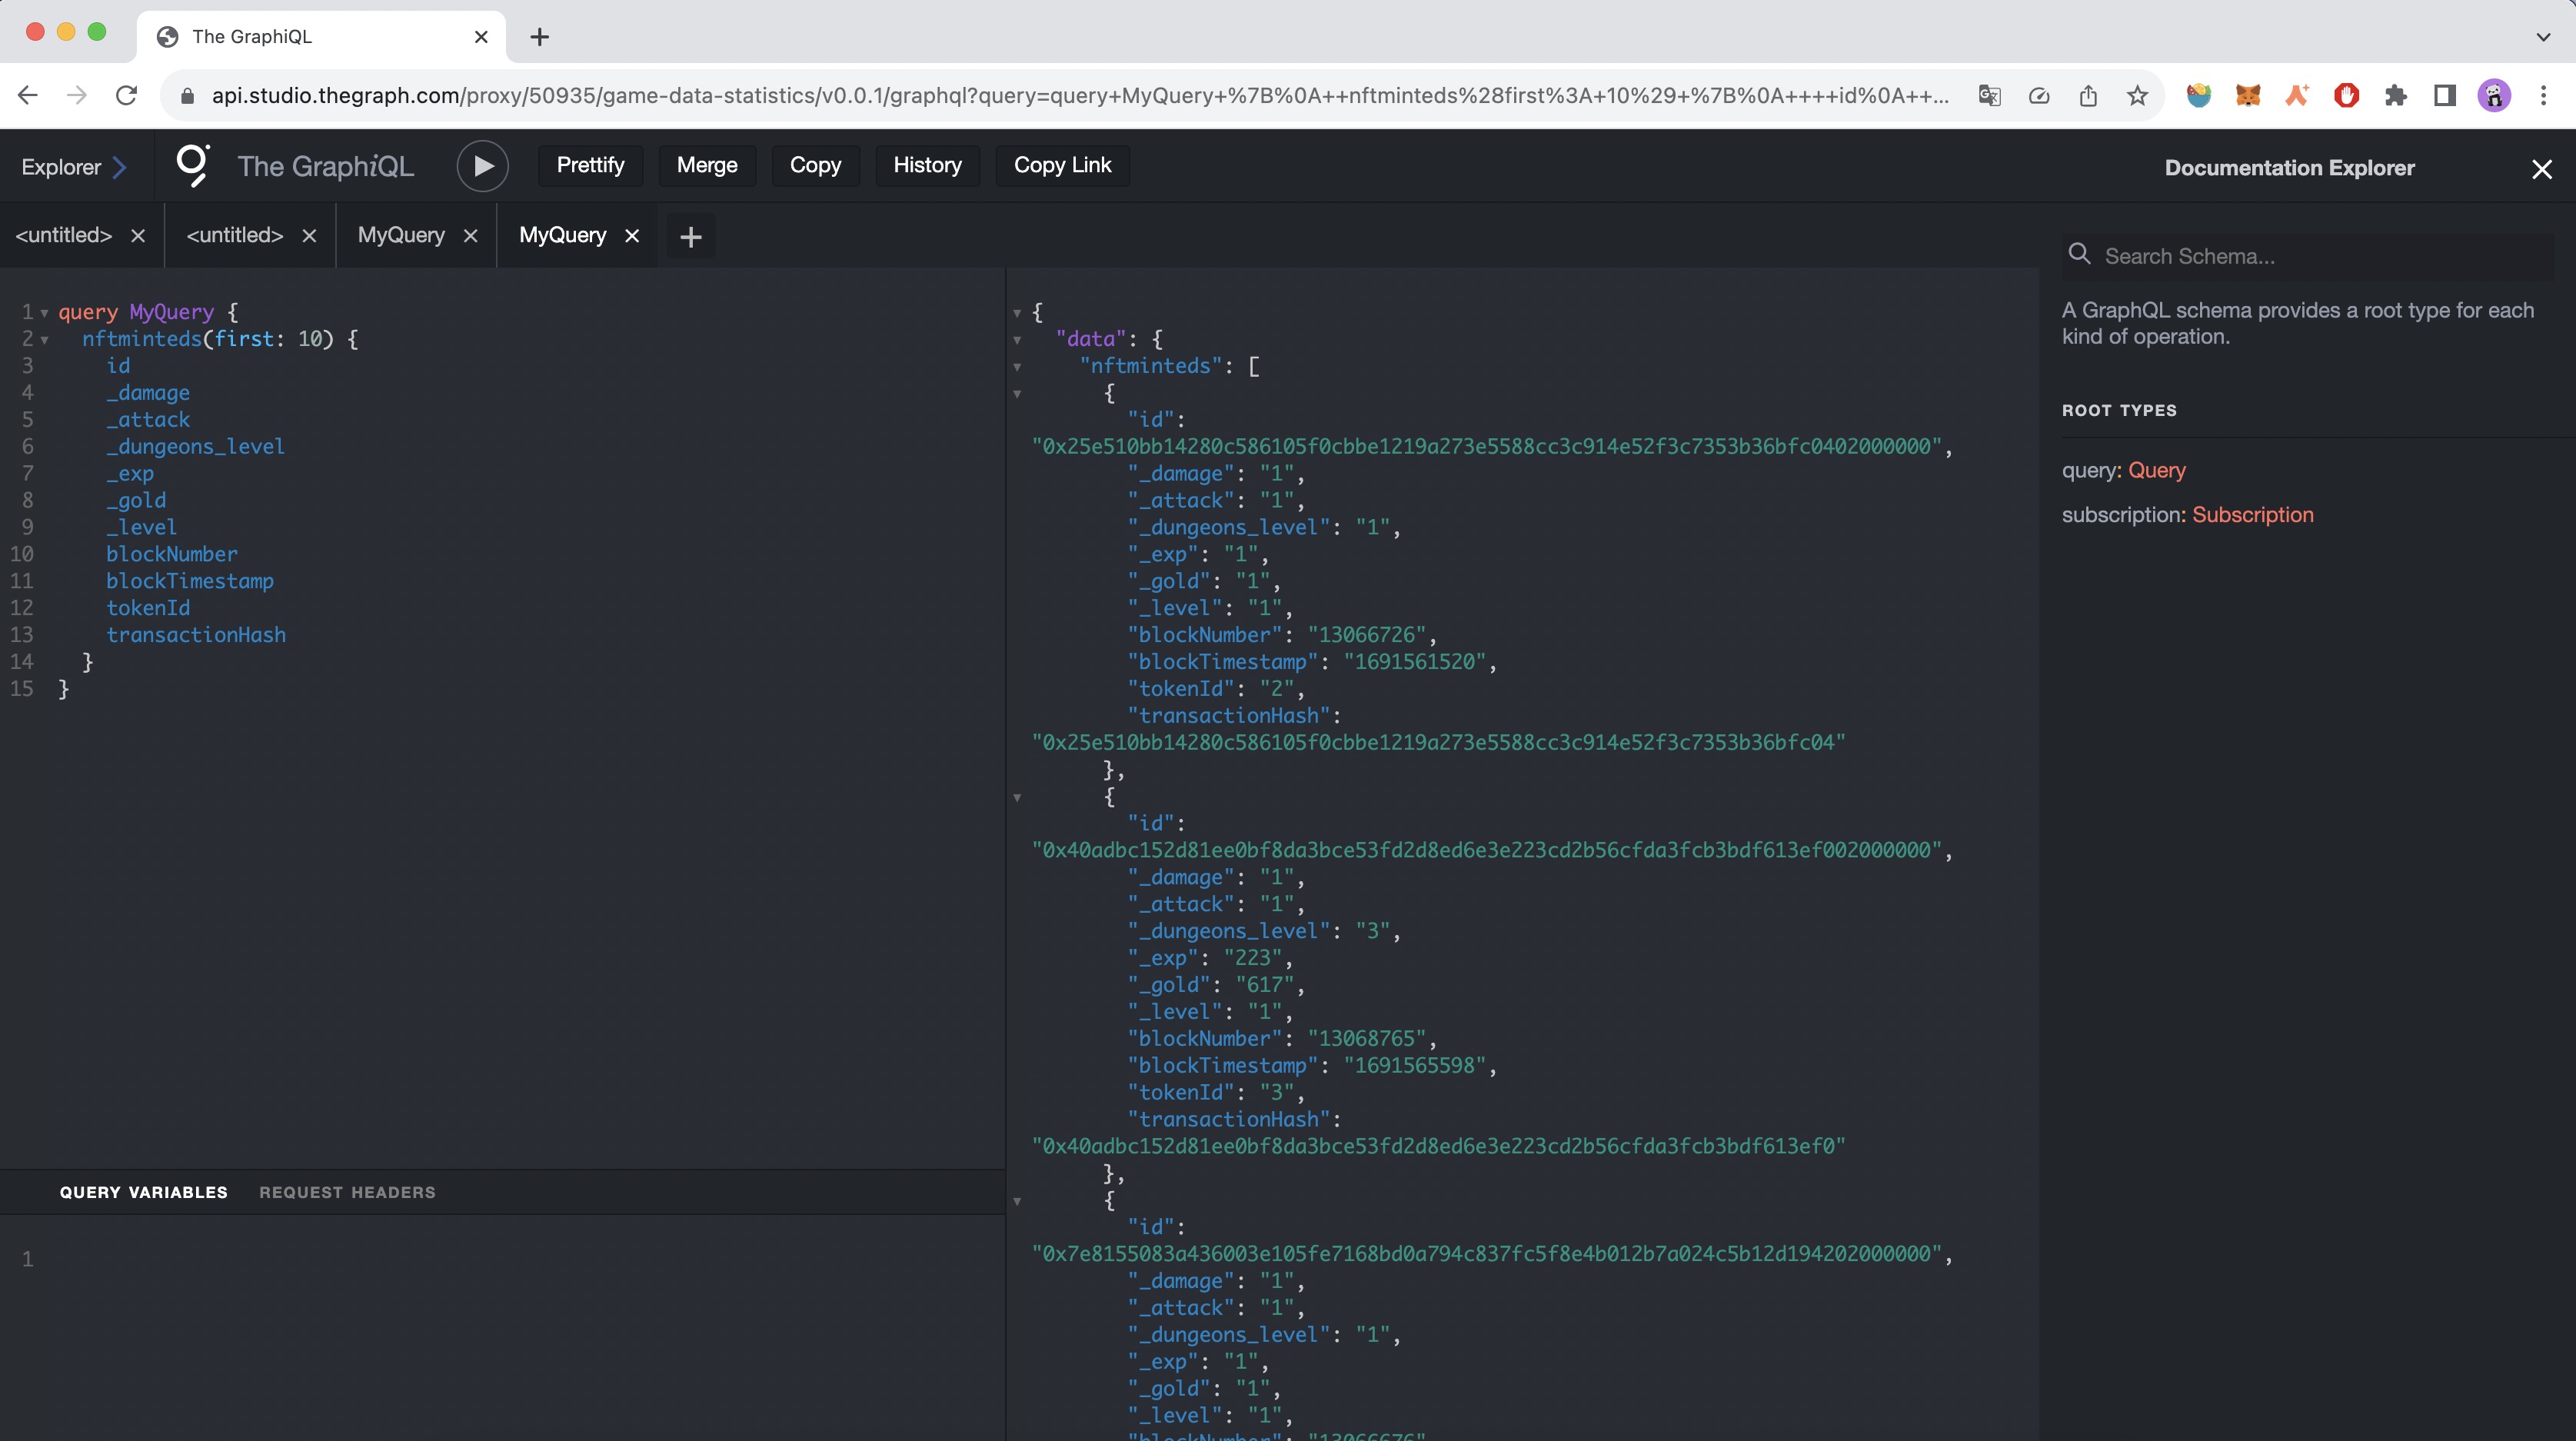 The GraphiQL
api.studio.thegraph.com/proxy/50935/game-data-statistics/v0.0.1/graphql?query=query+MyQuery+%7B%0A++nftminteds%28first%3A+10%29+%7B%0A++++id%0A++...
Explorer
The GraphiQL
Prettify
Merge
Copy
History
Copy Link
Documentation Explorer
<untitled>
<untitled>
MyQuery
MyQuery
1 query MyQuery {
2 nftminteds(first: 10) {
3 id
4 _damage
5 _attack
6 _dungeons_level
7 _exp
8 _gold
9 _level
10 blockNumber
11 blockTimestamp
12 tokenId
13 transactionHash
14 }
15 }
QUERY VARIABLES
REQUEST HEADERS
1
{
"data": {
"nftminteds": [
{
"id":
"0x25e510bb14280c586105f0cbbe1219a273e5588cc3c914e52f3c7353b36bfc0402000000",
"_damage": "1",
"_attack": "1",
"_dungeons_level": "1",
"_exp": "1",
"_gold": "1",
"_level": "1",
"blockNumber": "13066726",
"blockTimestamp": "1691561520",
"tokenId": "2",
"transactionHash":
"0x25e510bb14280c586105f0cbbe1219a273e5588cc3c914e52f3c7353b36bfc04"
},
{
"id":
"0x40adbc152d81ee0bf8da3bce53fd2d8ed6e3e223cd2b56cfda3fcb3bdf613ef002000000",
"_damage": "1",
"_attack": "1",
"_dungeons_level": "3",
"_exp": "223",
"_gold": "617",
"_level": "1",
"blockNumber": "13068765",
"blockTimestamp": "1691565598",
"tokenId": "3",
"transactionHash":
"0x40adbc152d81ee0bf8da3bce53fd2d8ed6e3e223cd2b56cfda3fcb3bdf613ef0"
},
{
"id":
"0x7e8155083a436003e105fe7168bd0a794c837fc5f8e4b012b7a024c5b12d194202000000",
"_damage": "1",
"_attack": "1",
"_dungeons_level": "1",
"_exp": "1",
"_gold": "1",
"_level": "1",
"blockNumber": "13066676"
Search Schema...
A GraphQL schema provides a root type for each
kind of operation.
ROOT TYPES
query: Query
subscription: Subscription